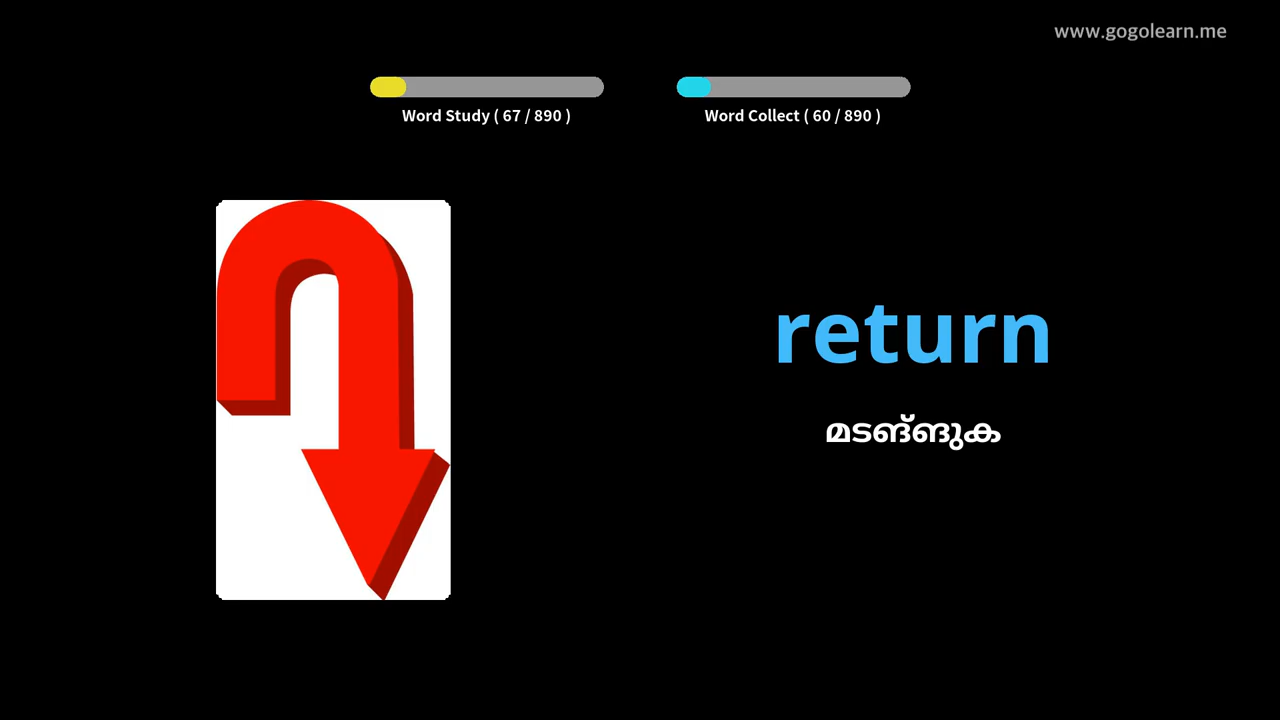 www.gogolearn.me
Word Study ( 67 / 890 )
Word Collect ( 60 / 890 )
return
മടങ്ങുക